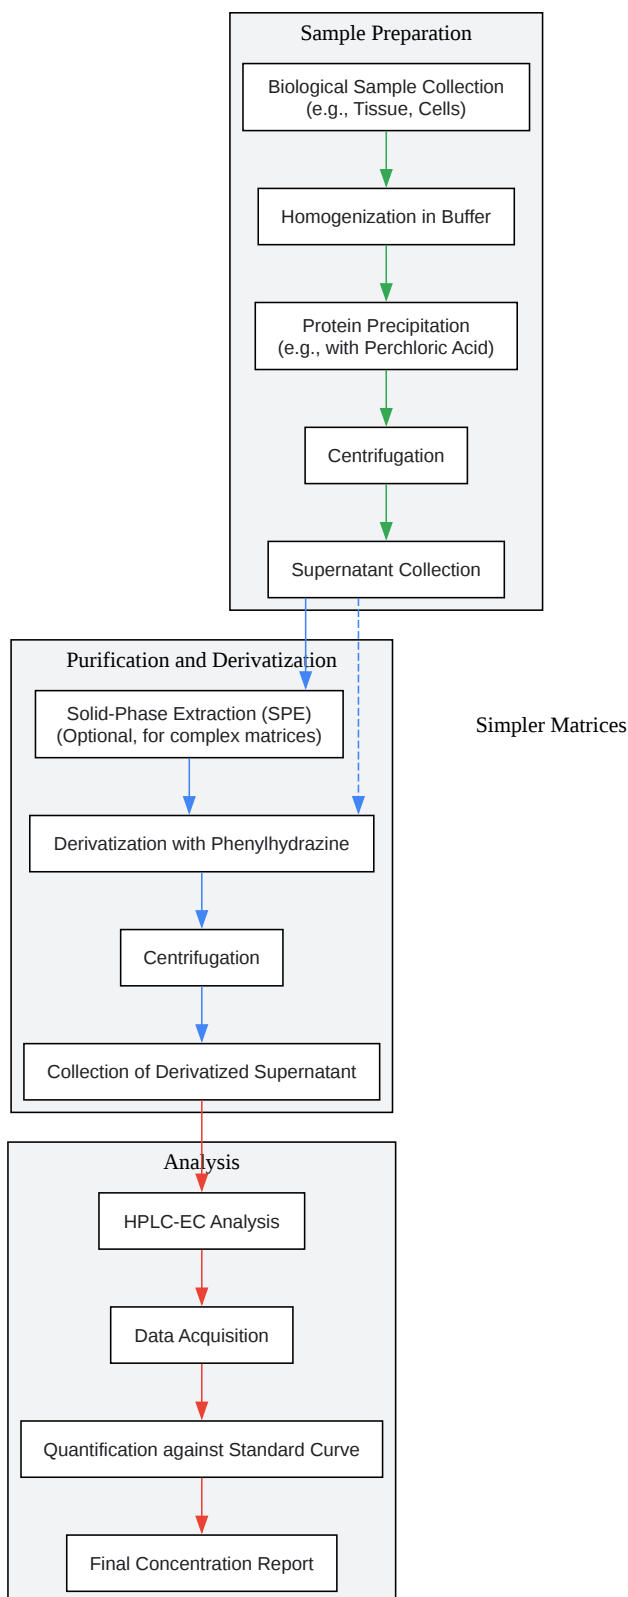 Sample Preparation
Biological Sample Collection
(e.g., Tissue, Cells)
Homogenization in Buffer
Protein Precipitation
(e.g., with Perchloric Acid)
Centrifugation
Supernatant Collection
Purification and Derivatization
Solid-Phase Extraction (SPE)
(Optional, for complex matrices)
Simpler Matrices
Derivatization with Phenylhydrazine
Centrifugation
Collection of Derivatized Supernatant
Analysis
HPLC-EC Analysis
Data Acquisition
Quantification against Standard Curve
Final Concentration Report